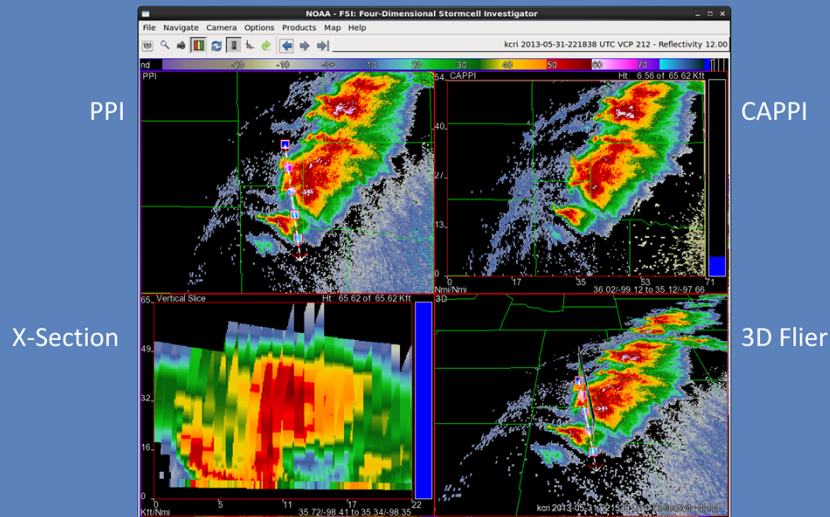 NOAA - FSI: Four-Dimensional Stormcell Investigator
File Navigate Camera Options Products Map Help
kcri 2013-05-31-221838 UTC VCP 212 - Reflectivity 12.00
nd -20 -10 10 20 30 40 50 60 70
PPI
PPI
CAPPI
Ht: 6.56 of 65.62 Kft
CAPPI
54
40
27
13
0
0 17 35 53 71
Nmi/Nmi
36.02/-99.12 to 35.12/-97.66
X-Section
Vertical Slice
Ht: 65.62 of 65.62 Kft
65
49
32
16
0
0 5 11 17 22
Kft/Nmi
35.72/-98.41 to 35.34/-98.35
3D
3D Flier